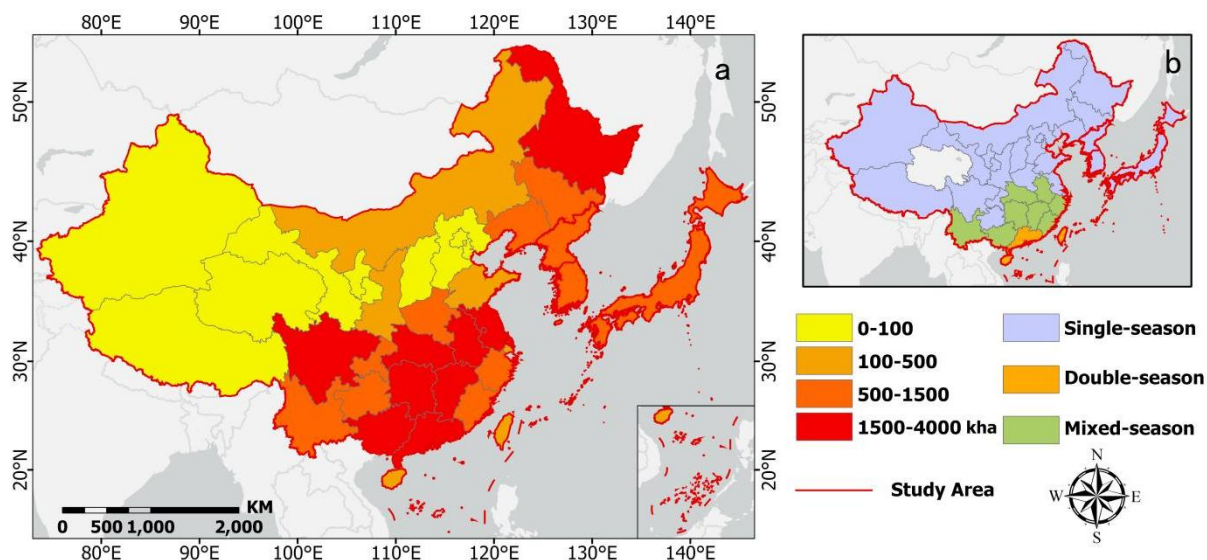 80°E 90°E 100°E 110°E 120°E 130°E 140°E
a
50°N
40°N
30°N
20°N
50°N
40°N
30°N
20°N
KM
0 500 1,000 2,000
80°E 90°E 100°E 110°E 120°E 130°E 140°E
b
0-100
100-500
500-1500
1500-4000 kha
Single-season
Double-season
Mixed-season
Study Area
N
W E
S